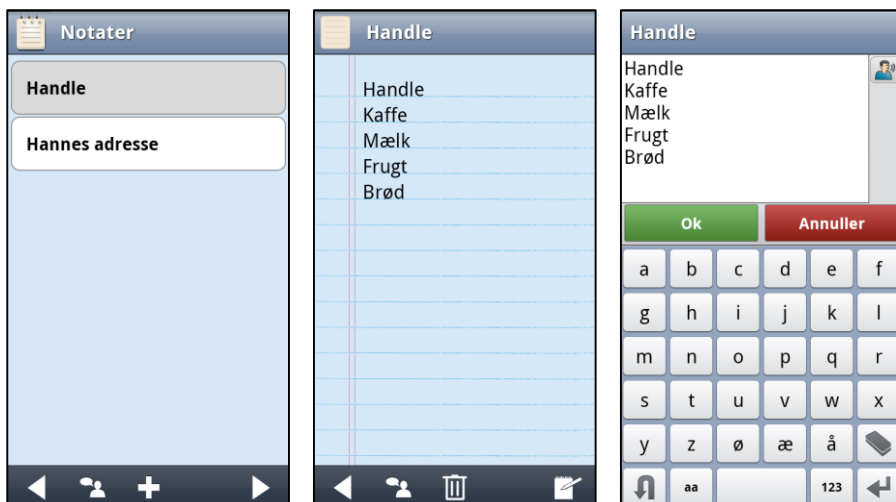 Notater
Handle
Hannes adresse
Handle
Handle
Kaffe
Mælk
Frugt
Brød
Handle
Handle
Kaffe
Mælk
Frugt
Brød
Ok Annuller
a b c d e f
g h i j k l
m n o p q r
s t u v w x
y z ø æ å
aa 123